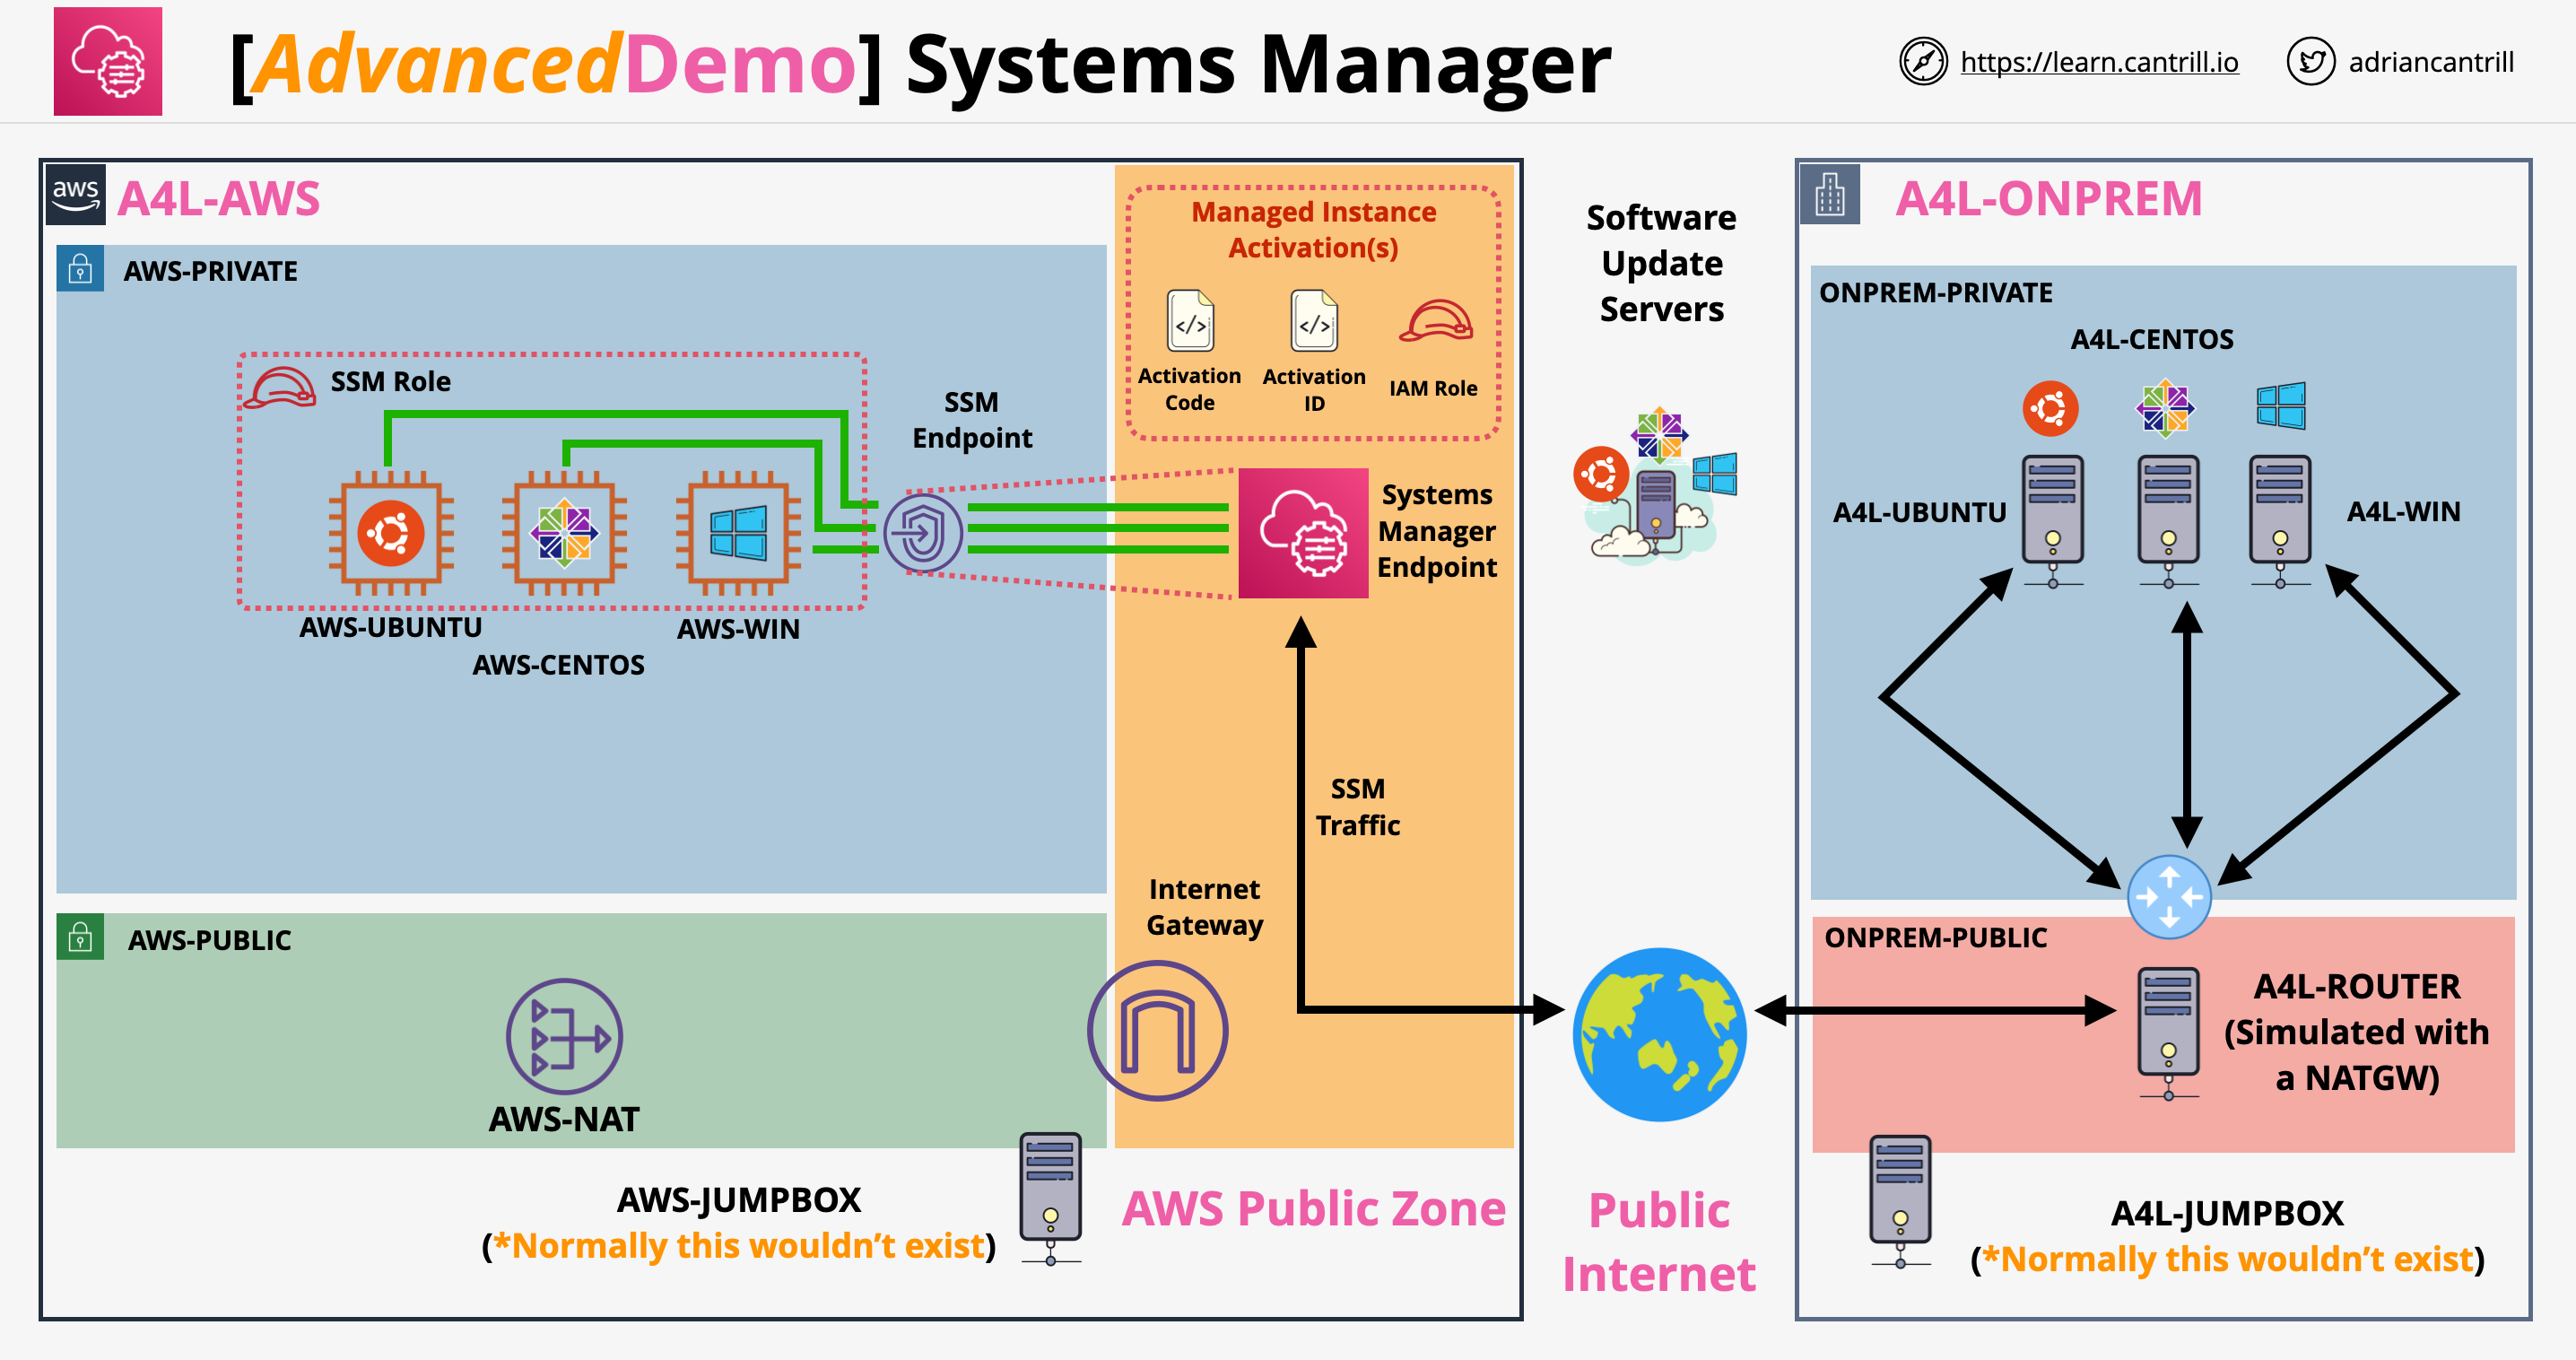 [AdvancedDemo] Systems Manager
https://learn.cantrill.io
adriancantrill
aws
A4L-AWS
AWS-PRIVATE
SSM Role
AWS-UBUNTU
AWS-CENTOS
AWS-WIN
SSM
Endpoint
Managed Instance
Activation(s)
</>
</>
Activation
Code
Activation
ID
IAM Role
Systems
Manager
Endpoint
SSM
Traffic
Internet
Gateway
AWS-PUBLIC
AWS-NAT
AWS-JUMPBOX
(*Normally this wouldn’t exist)
AWS Public Zone
Software
Update
Servers
Public
Internet
A4L-ONPREM
ONPREM-PRIVATE
A4L-CENTOS
A4L-UBUNTU
A4L-WIN
ONPREM-PUBLIC
A4L-ROUTER
(Simulated with
a NATGW)
A4L-JUMPBOX
(*Normally this wouldn’t exist)